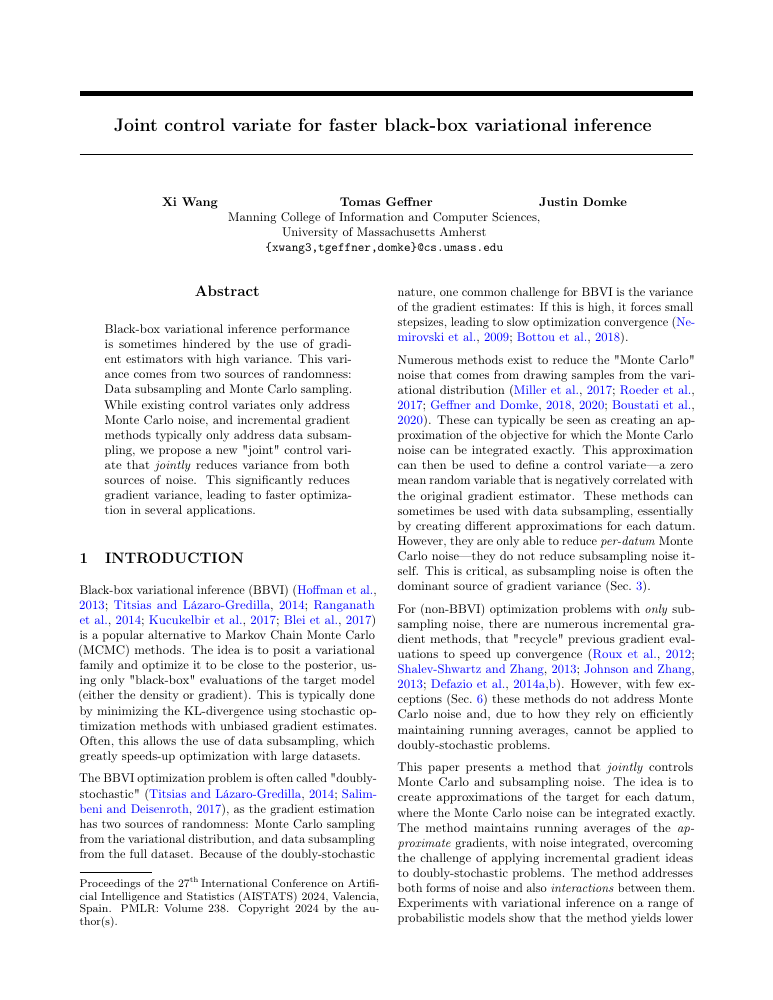 Joint control variate for faster black-box variational inference
Xi Wang Tomas Geffner Justin Domke
Manning College of Information and Computer Sciences,
University of Massachusetts Amherst
{xwang3,tgeffner,domke}@cs.umass.edu
Abstract
Black-box variational inference performance
is sometimes hindered by the use of gradi-
ent estimators with high variance. This vari-
ance comes from two sources of randomness:
Data subsampling and Monte Carlo sampling.
While existing control variates only address
Monte Carlo noise, and incremental gradient
methods typically only address data subsam-
pling, we propose a new "joint" control vari-
ate that jointly reduces variance from both
sources of noise. This significantly reduces
gradient variance, leading to faster optimiza-
tion in several applications.
1 INTRODUCTION
Black-box variational inference (BBVI) (Hoffman et al.,
2013; Titsias and Lázaro-Gredilla, 2014; Ranganath
et al., 2014; Kucukelbir et al., 2017; Blei et al., 2017)
is a popular alternative to Markov Chain Monte Carlo
(MCMC) methods. The idea is to posit a variational
family and optimize it to be close to the posterior, us-
ing only "black-box" evaluations of the target model
(either the density or gradient). This is typically done
by minimizing the KL-divergence using stochastic op-
timization methods with unbiased gradient estimates.
Often, this allows the use of data subsampling, which
greatly speeds-up optimization with large datasets.
The BBVI optimization problem is often called "doubly-
stochastic" (Titsias and Lázaro-Gredilla, 2014; Salim-
beni and Deisenroth, 2017), as the gradient estimation
has two sources of randomness: Monte Carlo sampling
from the variational distribution, and data subsampling
from the full dataset. Because of the doubly-stochastic
Proceedings of the 27th International Conference on Artifi-
cial Intelligence and Statistics (AISTATS) 2024, Valencia,
Spain. PMLR: Volume 238. Copyright 2024 by the au-
thor(s).
nature, one common challenge for BBVI is the variance
of the gradient estimates: If this is high, it forces small
stepsizes, leading to slow optimization convergence (Ne-
mirovski et al., 2009; Bottou et al., 2018).
Numerous methods exist to reduce the "Monte Carlo"
noise that comes from drawing samples from the vari-
ational distribution (Miller et al., 2017; Roeder et al.,
2017; Geffner and Domke, 2018, 2020; Boustati et al.,
2020). These can typically be seen as creating an ap-
proximation of the objective for which the Monte Carlo
noise can be integrated exactly. This approximation
can then be used to define a control variate—a zero
mean random variable that is negatively correlated with
the original gradient estimator. These methods can
sometimes be used with data subsampling, essentially
by creating different approximations for each datum.
However, they are only able to reduce per-datum Monte
Carlo noise—they do not reduce subsampling noise it-
self. This is critical, as subsampling noise is often the
dominant source of gradient variance (Sec. 3).
For (non-BBVI) optimization problems with only sub-
sampling noise, there are numerous incremental gra-
dient methods, that "recycle" previous gradient eval-
uations to speed up convergence (Roux et al., 2012;
Shalev-Shwartz and Zhang, 2013; Johnson and Zhang,
2013; Defazio et al., 2014a,b). However, with few ex-
ceptions (Sec. 6) these methods do not address Monte
Carlo noise and, due to how they rely on efficiently
maintaining running averages, cannot be applied to
doubly-stochastic problems.
This paper presents a method that jointly controls
Monte Carlo and subsampling noise. The idea is to
create approximations of the target for each datum,
where the Monte Carlo noise can be integrated exactly.
The method maintains running averages of the ap-
proximate gradients, with noise integrated, overcoming
the challenge of applying incremental gradient ideas
to doubly-stochastic problems. The method addresses
both forms of noise and also interactions between them.
Experiments with variational inference on a range of
probabilistic models show that the method yields lower